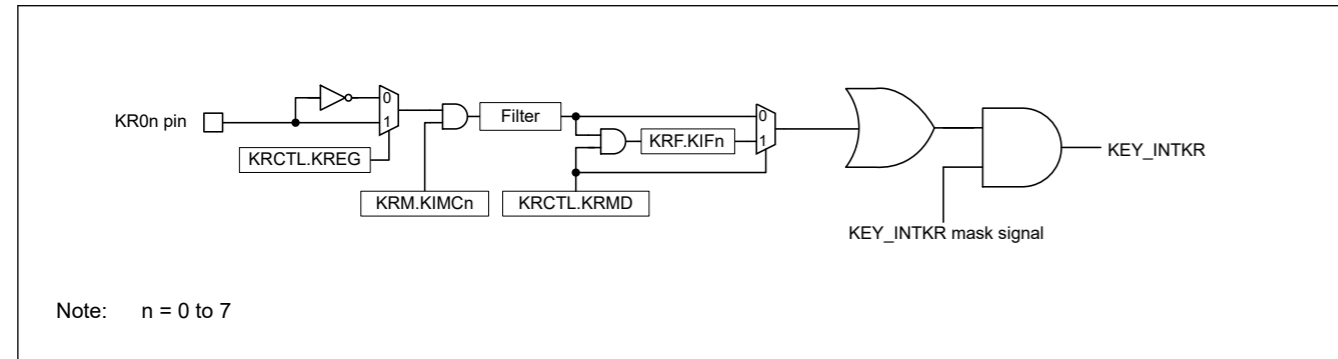 0
KR0n pin
1
Filter
0
KRF.KIFn
1
KRCTL.KREG
KEY_INTKR
KRM.KIMCn
KRCTL.KRMD
KEY_INTKR mask signal
Note: n = 0 to 7